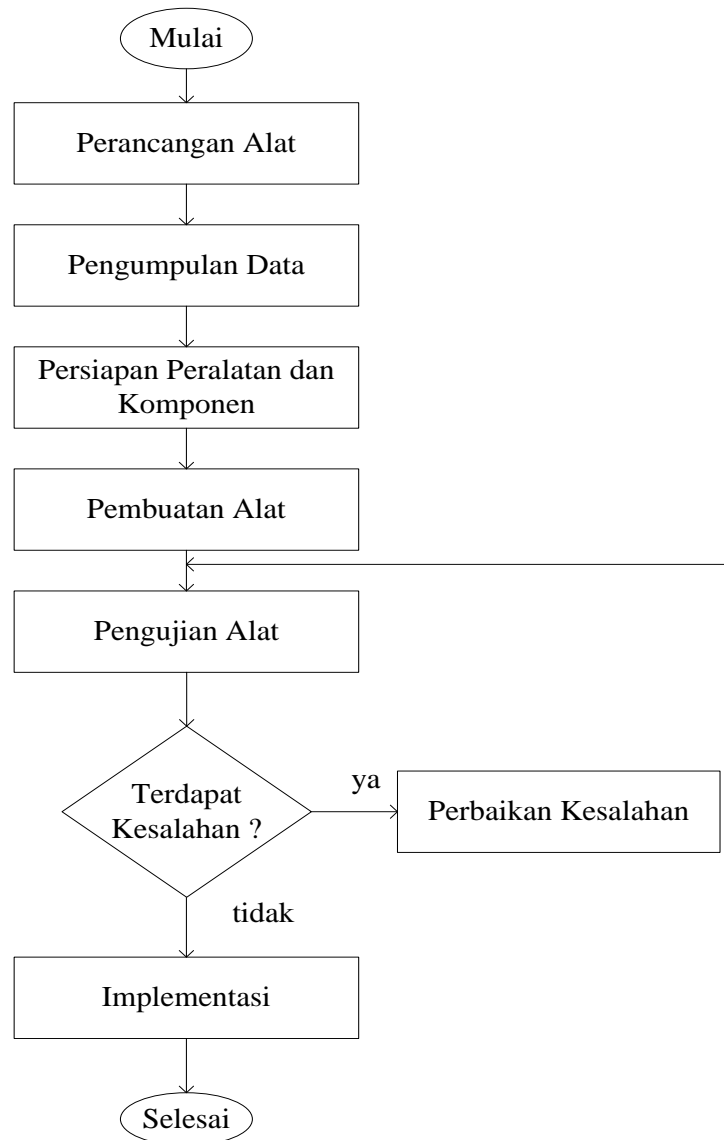 Mulai
Perancangan Alat
Pengumpulan Data
Persiapan Peralatan dan
Komponen
Pembuatan Alat
Pengujian Alat
Terdapat
Kesalahan ?
ya
Perbaikan Kesalahan
tidak
Implementasi
Selesai